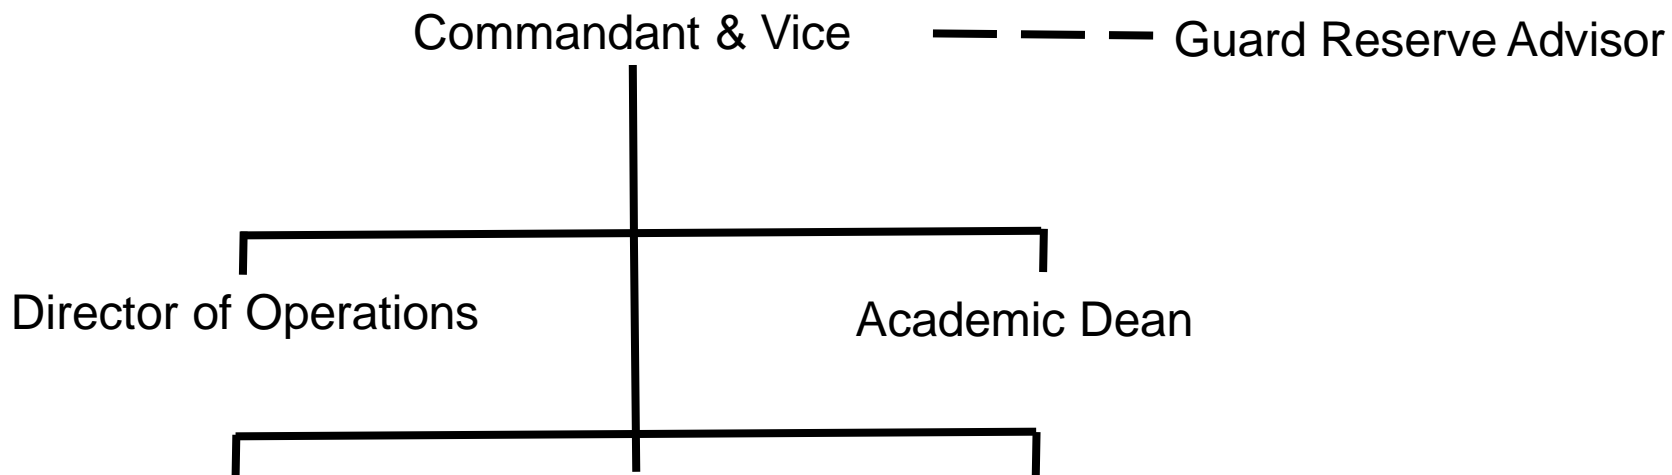 Commandant & Vice
Guard Reserve Advisor
Director of Operations
Academic Dean